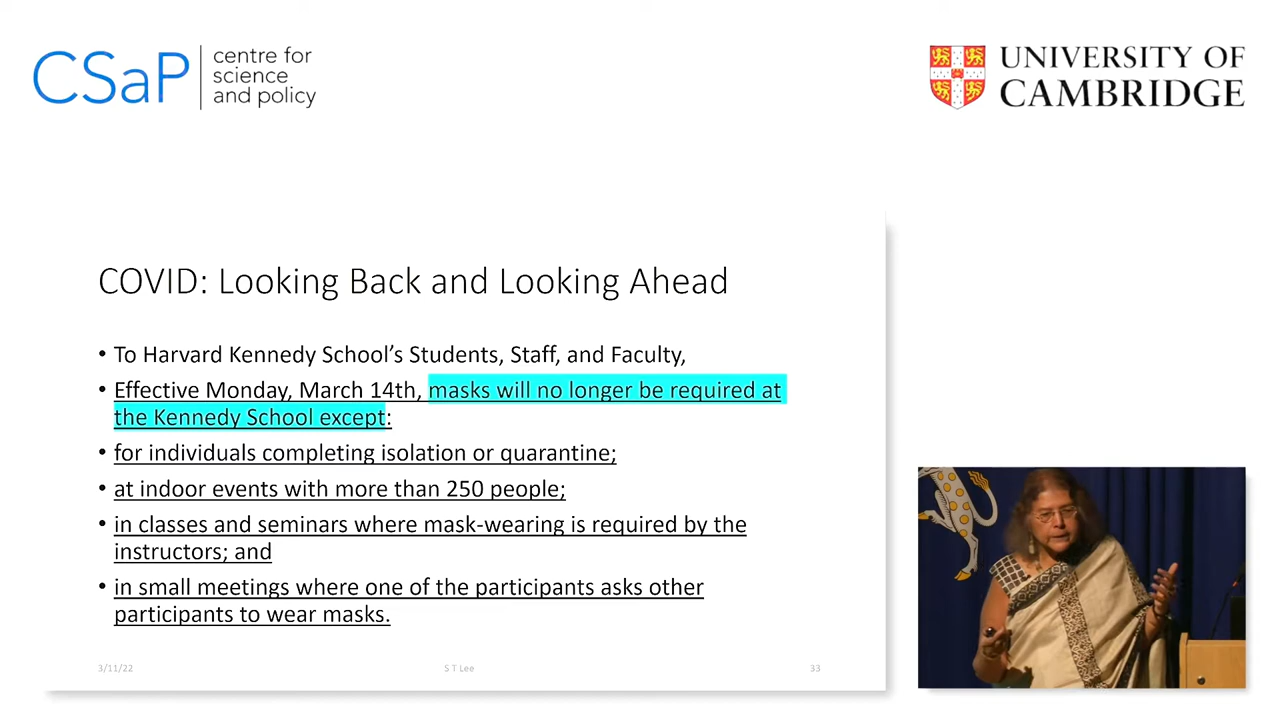 CSaP
centre for
science
and policy
UNIVERSITY OF
CAMBRIDGE
COVID: Looking Back and Looking Ahead
• To Harvard Kennedy School’s Students, Staff, and Faculty,
• Effective Monday, March 14th, masks will no longer be required at
the Kennedy School except:
• for individuals completing isolation or quarantine;
• at indoor events with more than 250 people;
• in classes and seminars where mask-wearing is required by the
instructors; and
• in small meetings where one of the participants asks other
participants to wear masks.
3/11/22
S T Lee
33